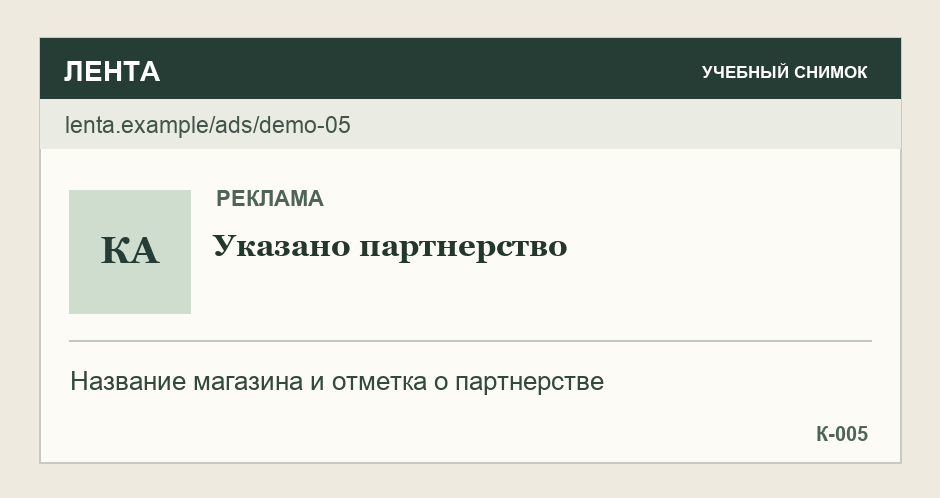 ЛЕНТА
УЧЕБНЫЙ СНИМОК
lenta.example/ads/demo-05
КА
РЕКЛАМА
Указано партнерство
Название магазина и отметка о партнерстве
К-005